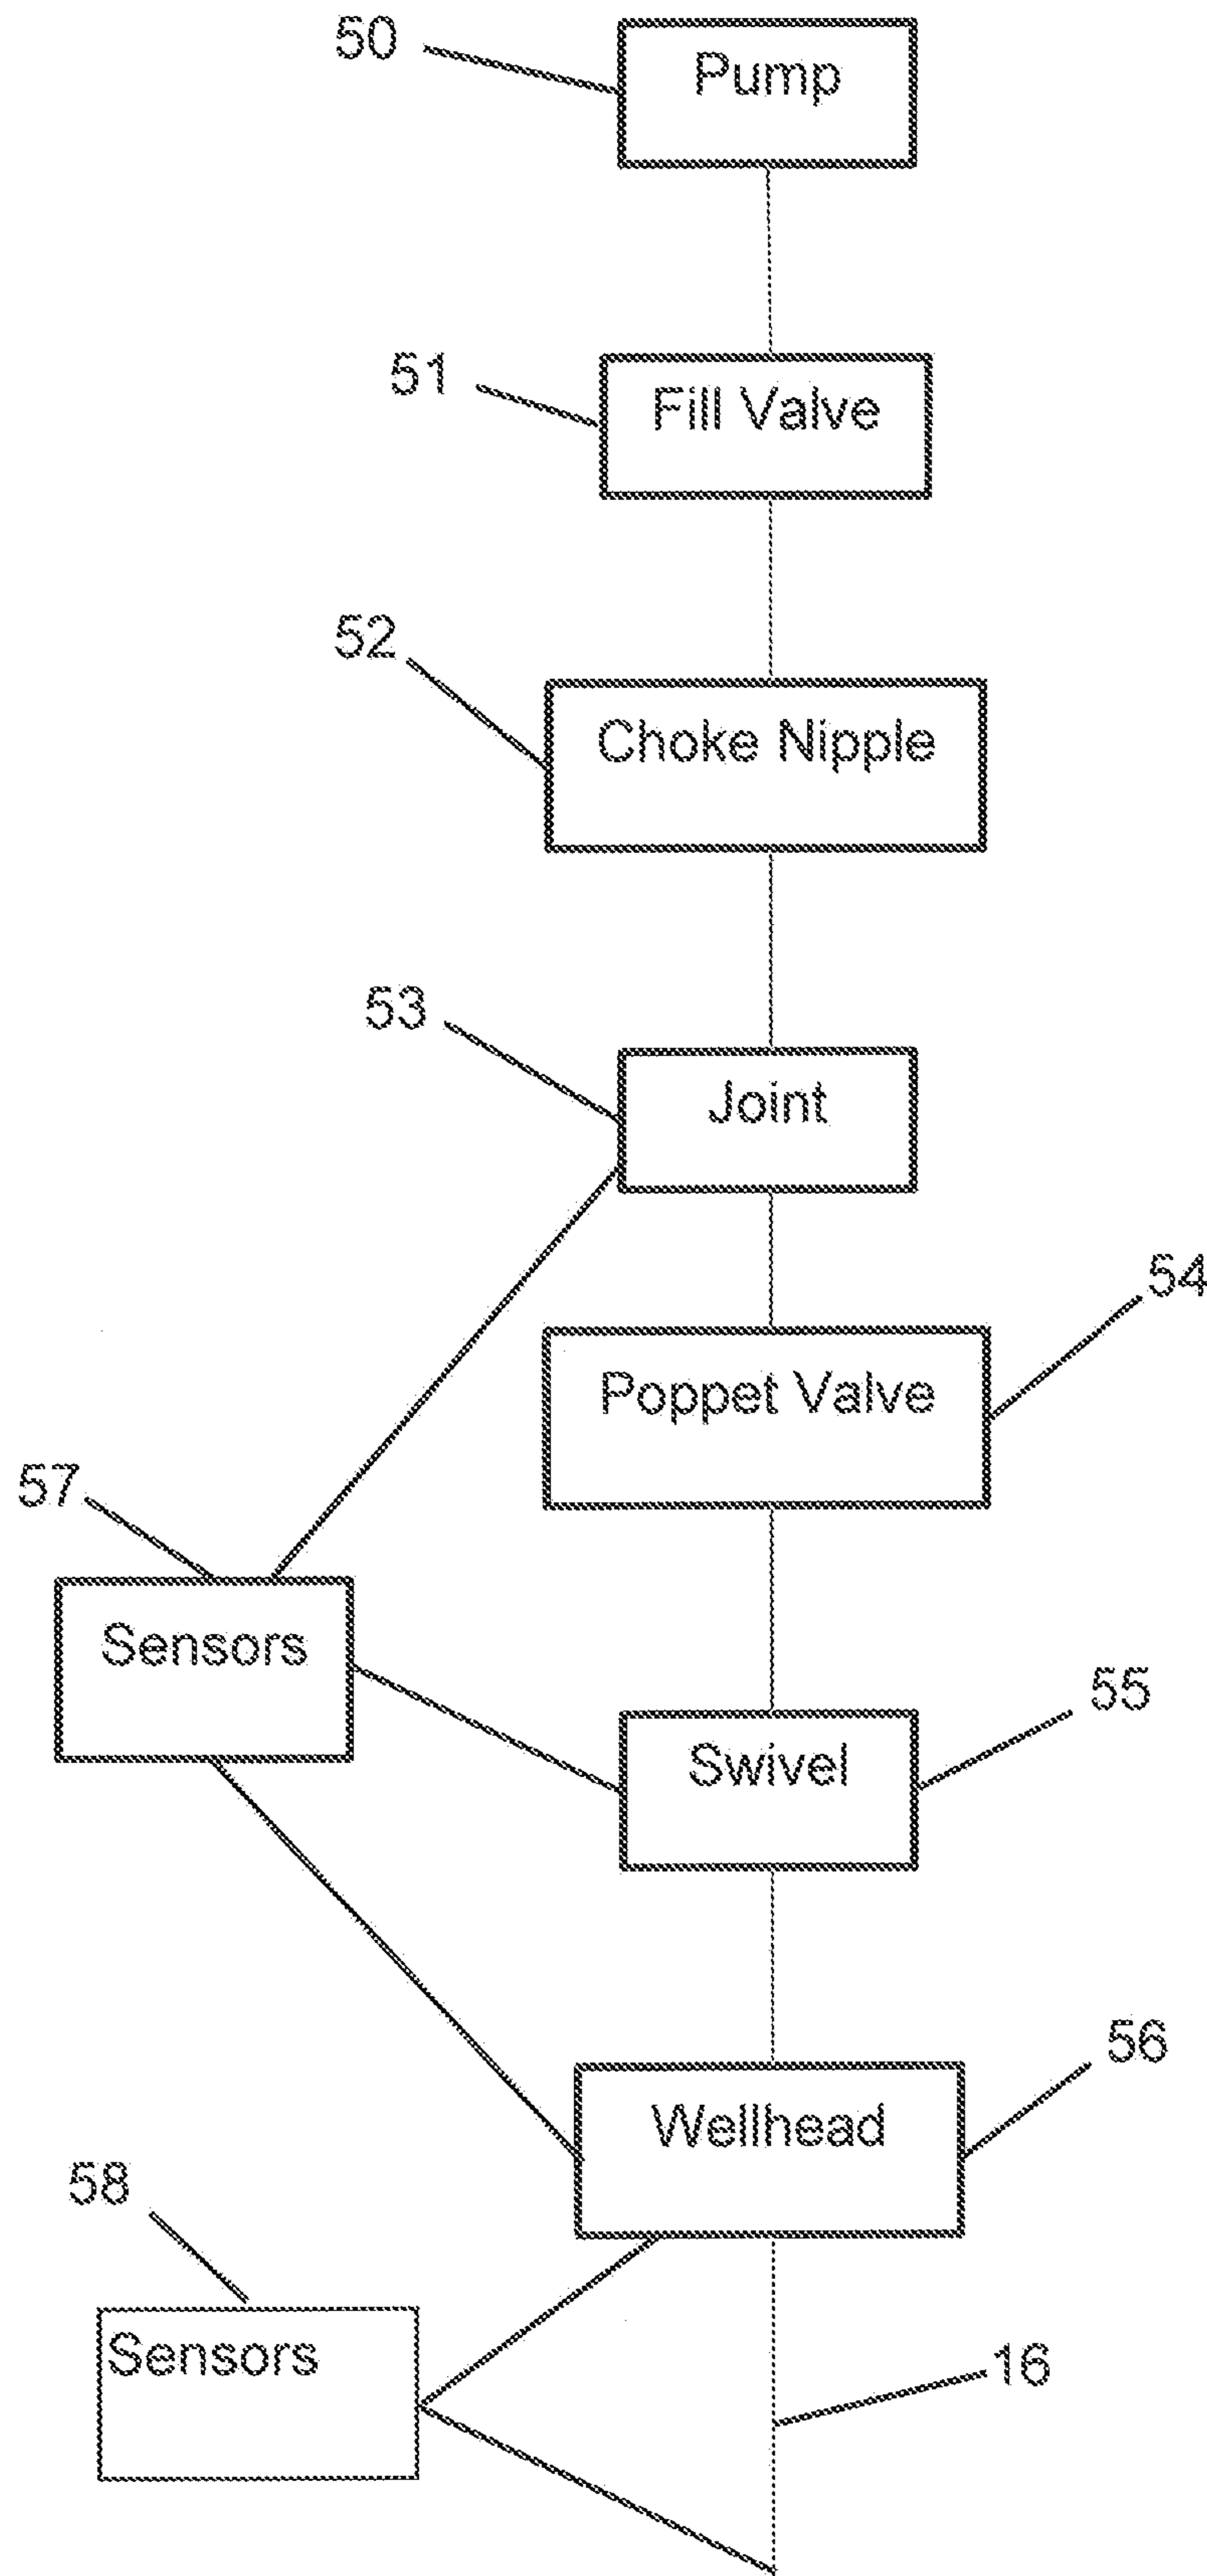 50
Pump
51
Fill Valve
52
Choke Nipple
53
Joint
54
Poppet Valve
57
Sensors
55
Swivel
56
Wellhead
58
Sensors
16